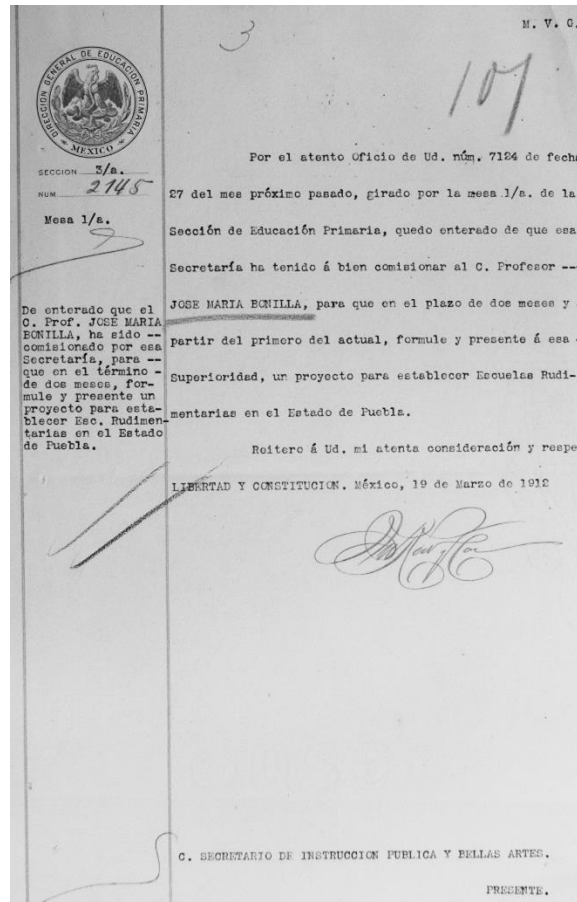 3
M. V. G.
107
DIRECCION GENERAL DE EDUCACION PRIMARIA
MEXICO
SECCION 3/a.
NUM 2145
Mesa 1/a.
De enterado que el
C. Prof. JOSE MARIA
BONILLA, ha sido --
comisionado por esa
Secretaría, para --
que en el término -
de dos meses, for-
mule y presente un
proyecto para esta-
blecer Esc. Rudimen-
tarias en el Estado
de Puebla.
Por el atento Oficio de Ud. núm. 7124 de fecha
27 del mes próximo pasado, girado por la mesa 1/a. de la
Sección de Educación Primaria, quedo enterado de que esa
Secretaría ha tenido á bien comisionar al C. Profesor --
JOSE MARIA BONILLA, para que en el plazo de dos meses y
partir del primero del actual, formule y presente á esa
Superioridad, un proyecto para establecer Escuelas Rudi-
mentarias en el Estado de Puebla.
Reitero á Ud. mi atenta consideración y respe
LIBERTAD Y CONSTITUCION. México, 19 de Marzo de 1912
C. SECRETARIO DE INSTRUCCION PUBLICA Y BELLAS ARTES.
PRESENTE.